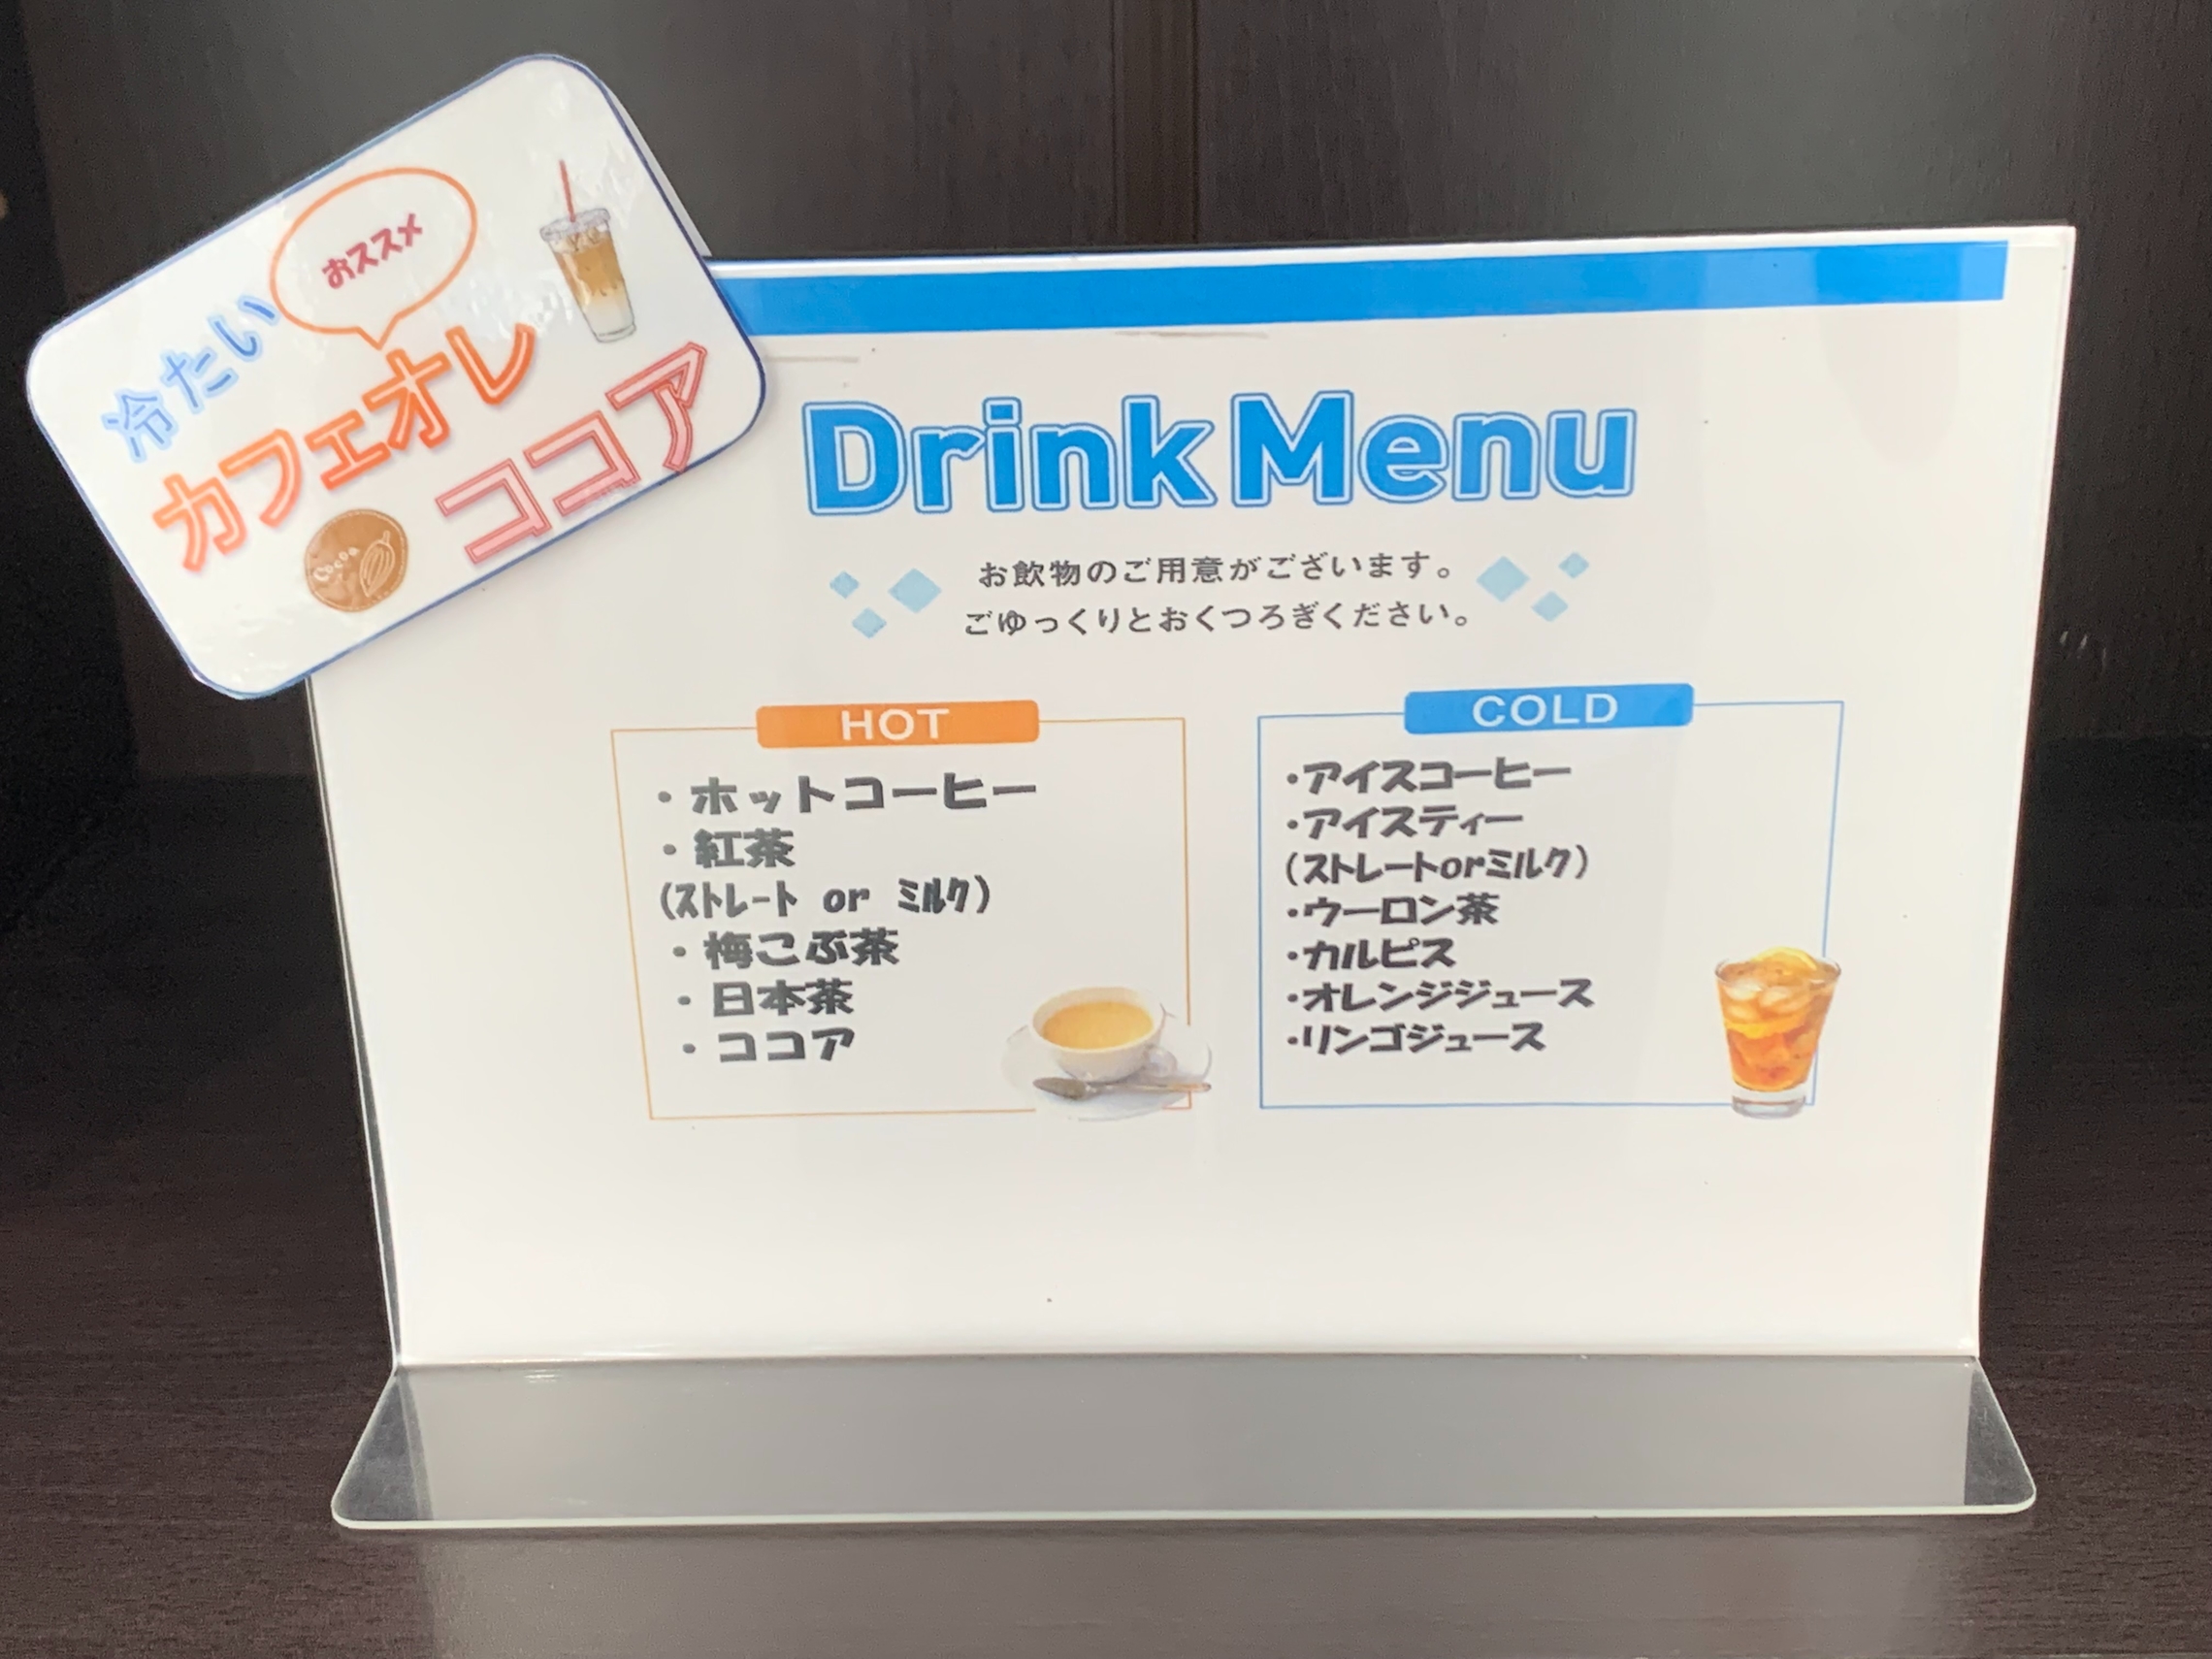 おススメ
冷たい
カフェオレ
ココア
Cocoa
Drink Menu
お飲物のご用意がございます。
ごゆっくりとおくつろぎください。
HOT
・ホットコーヒー
・紅茶
(ストレート or ミルク)
・梅こぶ茶
・日本茶
・ココア
COLD
・アイスコーヒー
・アイスティー
(ストレートorミルク)
・ウーロン茶
・カルピス
・オレンジジュース
・リンゴジュース